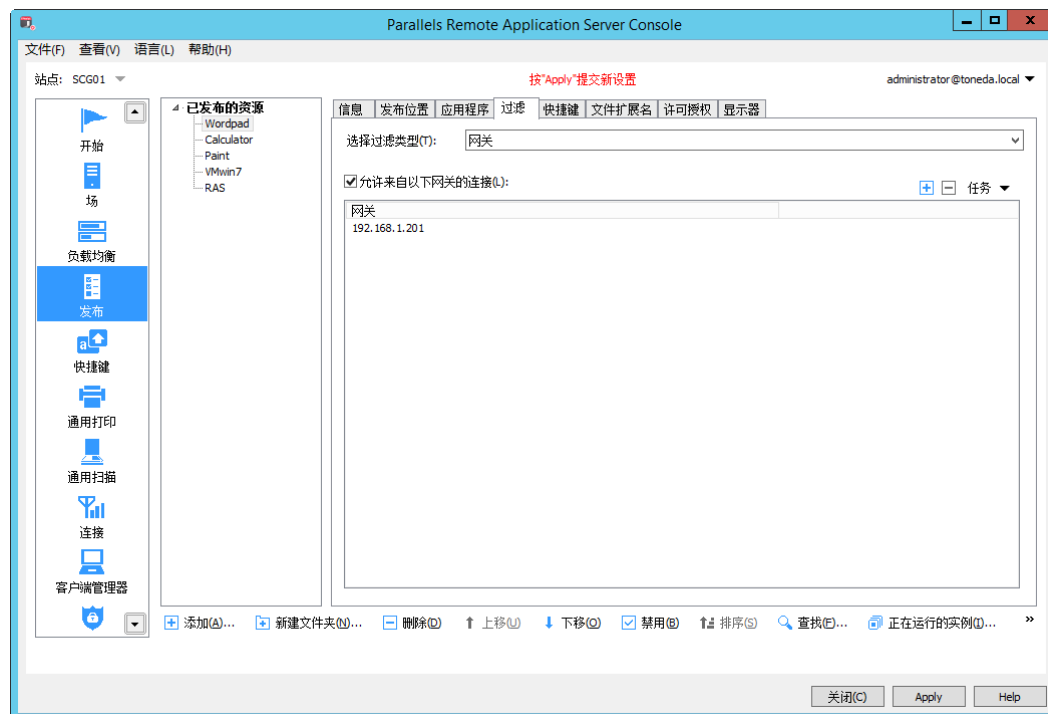 Parallels Remote Application Server Console
文件(F) 查看(V) 语言(L) 帮助(H)
站点: SCG01
按"Apply"提交新设置
administrator@toneda.local
开始
场
负载均衡
发布
快捷键
通用打印
通用扫描
连接
客户端管理器
已发布的资源
Wordpad
Calculator
Paint
VMwin7
RAS
信息 发布位置 应用程序 过滤 快捷键 文件扩展名 许可授权 显示器
选择过滤类型(T): 网关
允许来自以下网关的连接(L):
任务
网关
192.168.1.201
添加(A)... 新建文件夹(N)... 删除(D) 上移(U) 下移(O) 禁用(B) 排序(S) 查找(F)... 正在运行的实例(I)... »
关闭(C) Apply Help